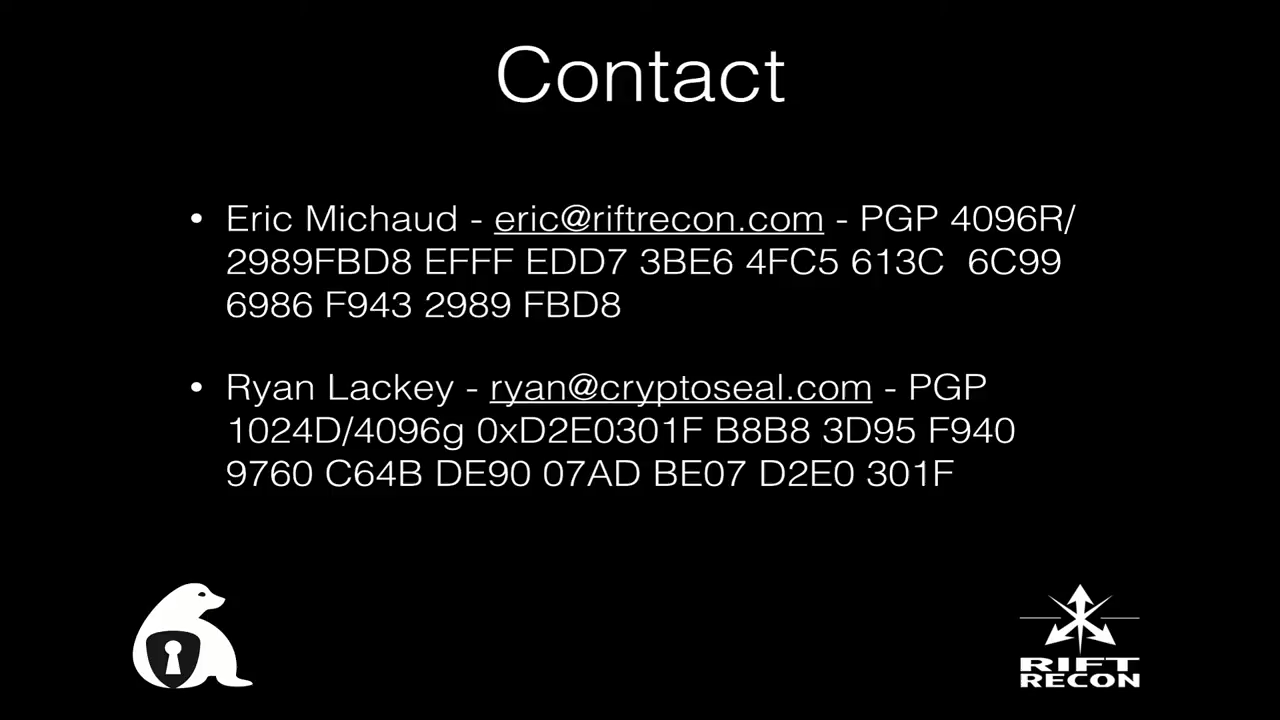 Contact
• Eric Michaud - eric@riftrecon.com - PGP 4096R/
2989FBD8 EFFF EDD7 3BE6 4FC5 613C  6C99
6986 F943 2989 FBD8
• Ryan Lackey - ryan@cryptoseal.com - PGP
1024D/4096g 0xD2E0301F B8B8 3D95 F940
9760 C64B DE90 07AD BE07 D2E0 301F
RIFT
RECON